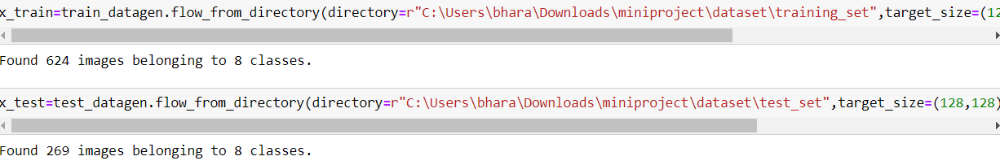 x_train=train_datagen.flow_from_directory(directory=r"C:\Users\bhara\Downloads\miniproject\dataset\training_set",target_size=(12
Found 624 images belonging to 8 classes.
x_test=test_datagen.flow_from_directory(directory=r"C:\Users\bhara\Downloads\miniproject\dataset\test_set",target_size=(128,128)
Found 269 images belonging to 8 classes.